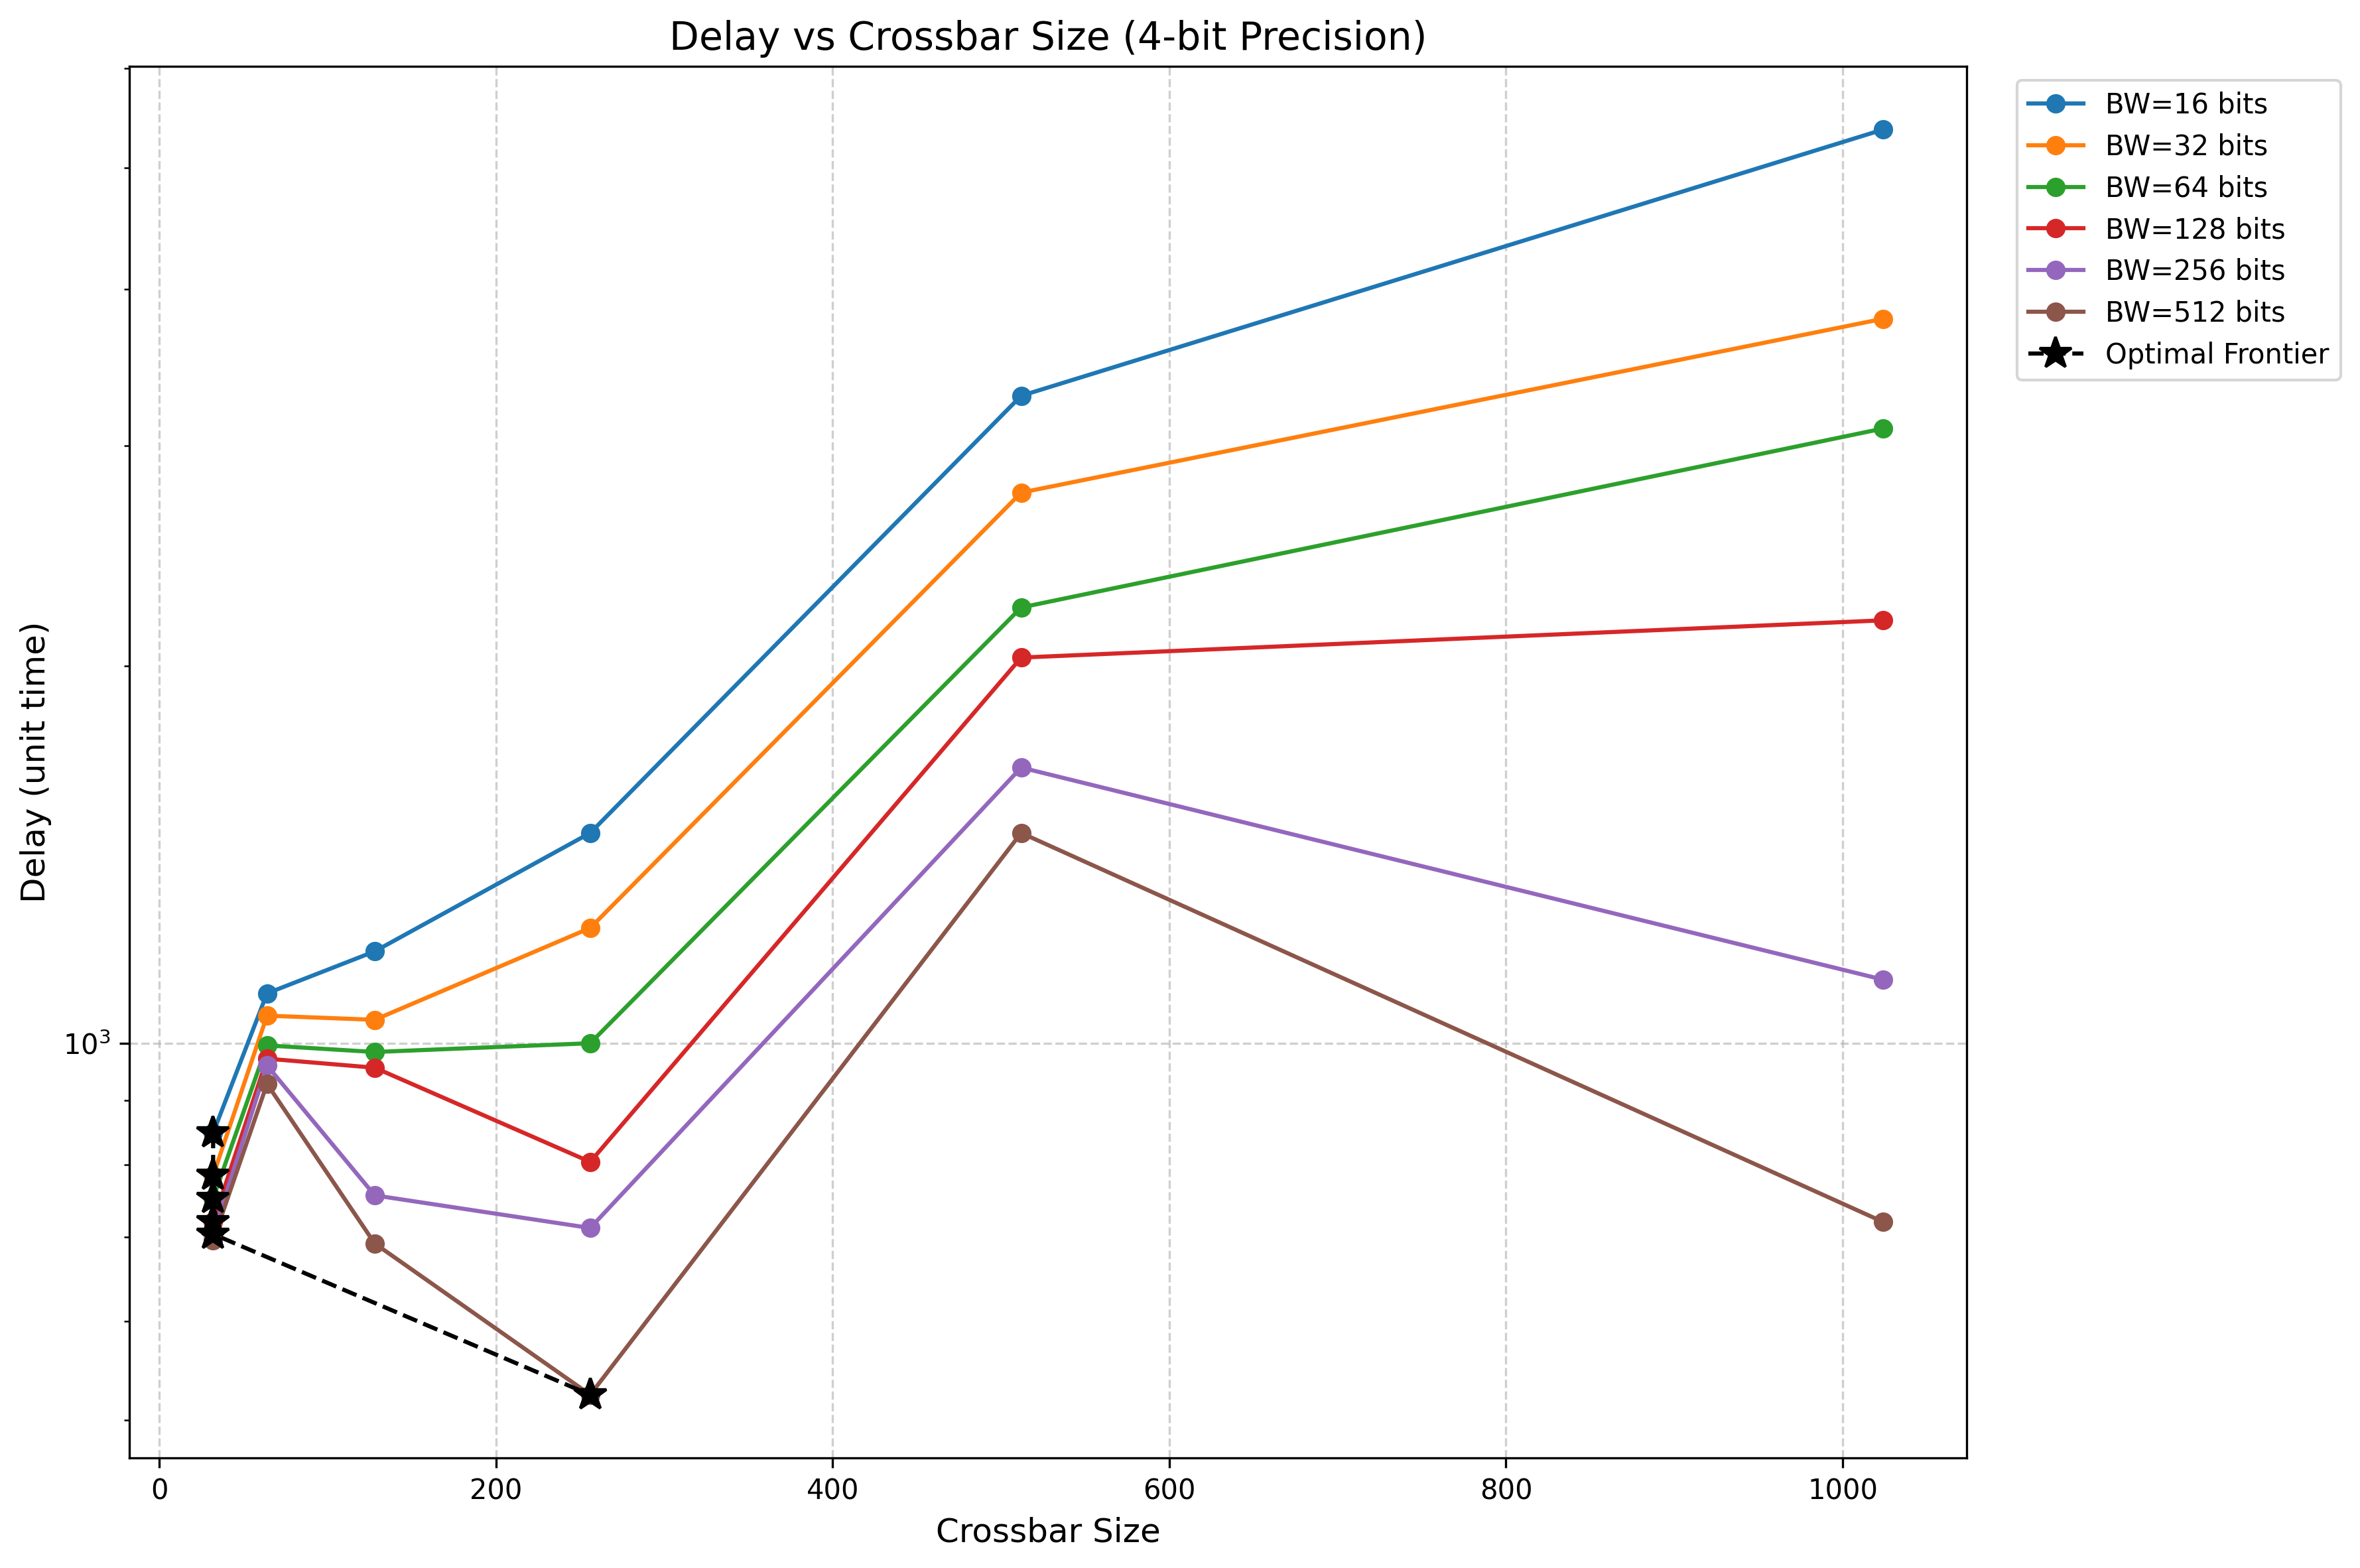 Delay vs Crossbar Size (4-bit Precision)
BW=16 bits
BW=32 bits
BW=64 bits
BW=128 bits
BW=256 bits
BW=512 bits
Optimal Frontier
Delay (unit time)
10³
0 200 400 600 800 1000
Crossbar Size